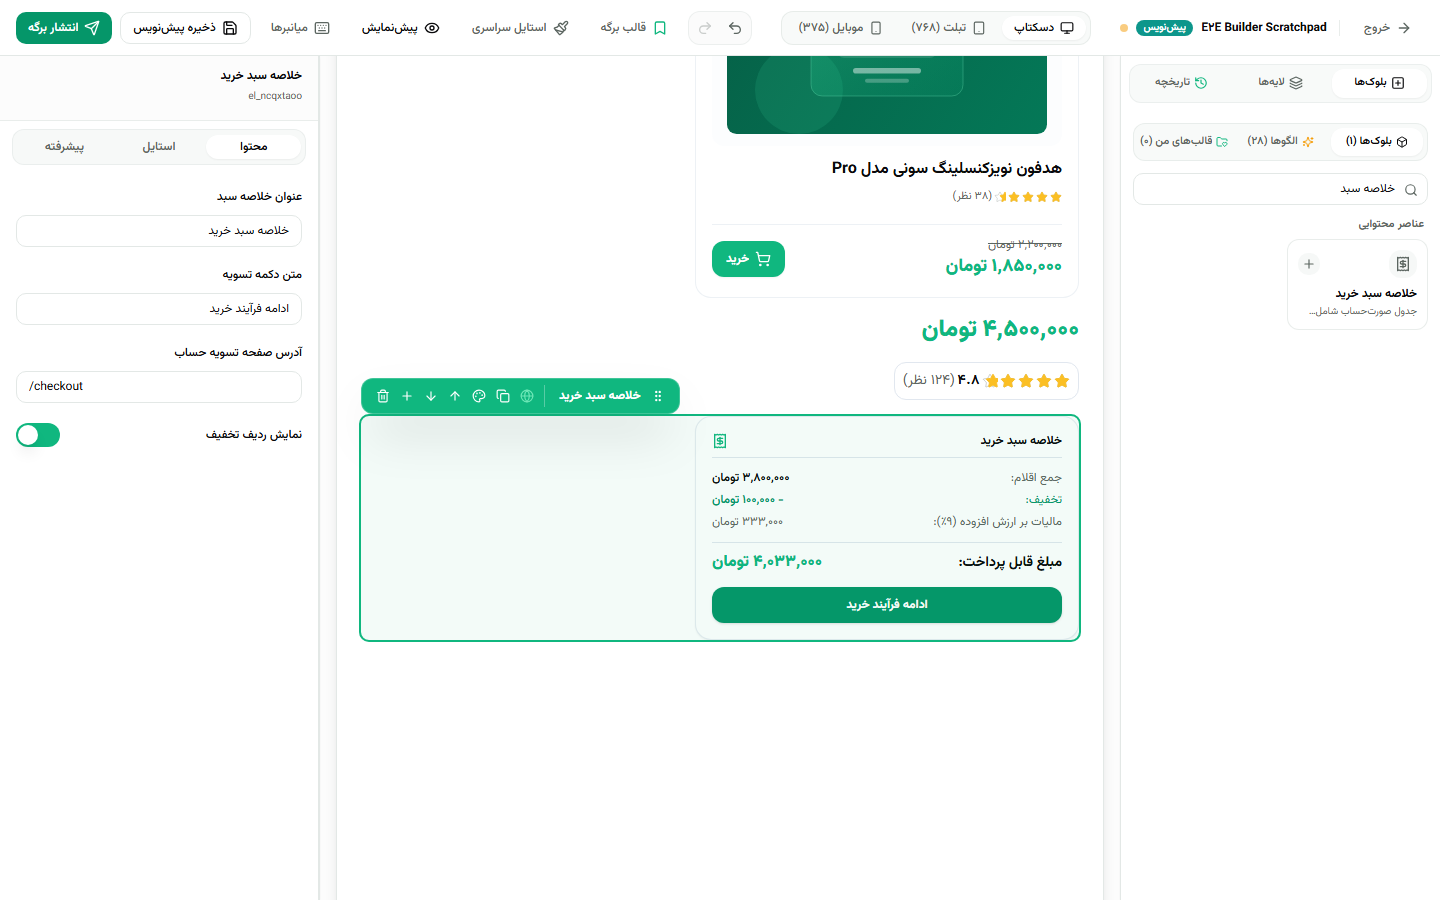 خروج
E۲E Builder Scratchpad
پیش‌نویس
دسکتاپ
تبلت (۷۶۸)
موبایل (۳۷۵)
قالب برگه
استایل سراسری
پیش‌نمایش
میانبرها
ذخیره پیش‌نویس
انتشار برگه
بلوک‌ها
لایه‌ها
تاریخچه
بلوک‌ها (۱)
الگوها (۲۸)
قالب‌های من (۰)
خلاصه سبد
عناصر محتوایی
خلاصه سبد خرید
جدول صورت‌حساب شامل...
هدفون نویزکنسلینگ سونی مدل Pro
(۳۸ نظر)
۲,۲۰۰,۰۰۰ تومان
۱,۸۵۰,۰۰۰ تومان
خرید
۴,۵۰۰,۰۰۰ تومان
۴.۸ (۱۲۴ نظر)
خلاصه سبد خرید
خلاصه سبد خرید
جمع اقلام:
۳,۸۰۰,۰۰۰ تومان
تخفیف:
- ۱۰۰,۰۰۰ تومان
مالیات بر ارزش افزوده (۹٪):
۳۳۳,۰۰۰ تومان
مبلغ قابل پرداخت:
۴,۰۳۳,۰۰۰ تومان
ادامه فرآیند خرید
خلاصه سبد خرید
el_ncqxtaoo
محتوا
استایل
پیشرفته
عنوان خلاصه سبد
خلاصه سبد خرید
متن دکمه تسویه
ادامه فرآیند خرید
آدرس صفحه تسویه حساب
/checkout
نمایش ردیف تخفیف